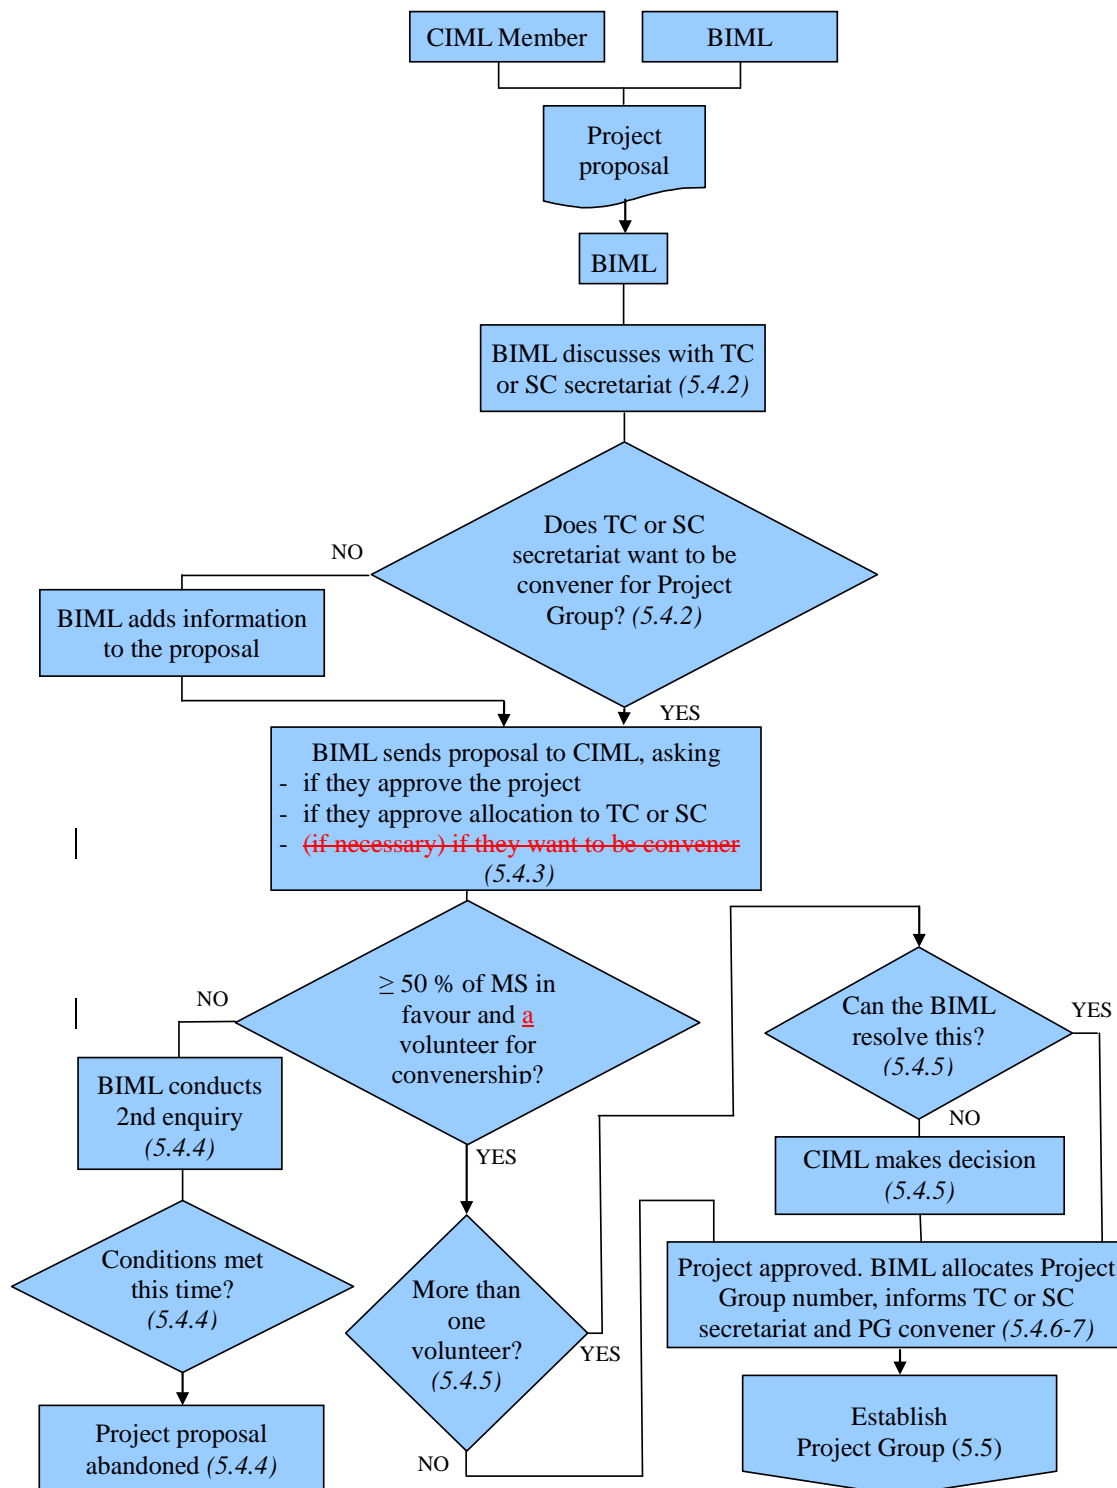 CIML Member
BIML
Project
proposal
BIML
BIML discusses with TC
or SC secretariat (5.4.2)
Does TC or SC
secretariat want to be
convener for Project
Group? (5.4.2)
NO
BIML adds information
to the proposal
YES
BIML sends proposal to CIML, asking
- if they approve the project
- if they approve allocation to TC or SC
- (if necessary) if they want to be convener
(5.4.3)
≥ 50 % of MS in
favour and a
volunteer for
convenership?
NO
BIML conducts
2nd enquiry
(5.4.4)
YES
Can the BIML
resolve this?
(5.4.5)
YES
NO
CIML makes decision
(5.4.5)
Conditions met
this time?
(5.4.4)
More than
one
volunteer?
(5.4.5)
YES
NO
Project approved. BIML allocates Project
Group number, informs TC or SC
secretariat and PG convener (5.4.6-7)
Project proposal
abandoned (5.4.4)
Establish
Project Group (5.5)